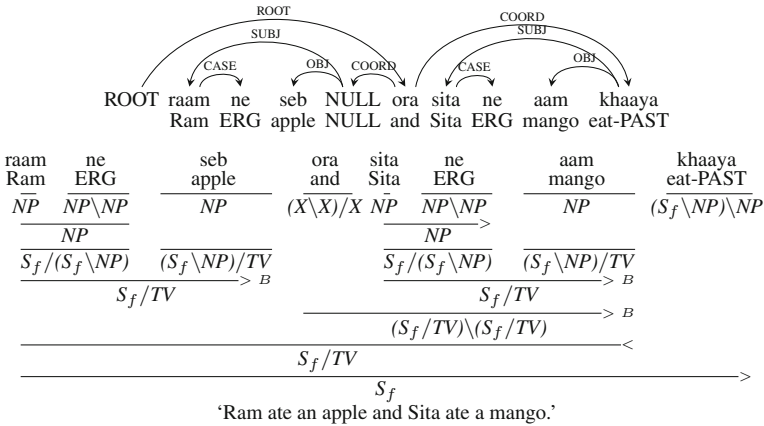 ROOT COORD
SUBJ SUBJ
CASE OBJ COORD CASE OBJ
ROOT raam ne seb NULL ora sita ne aam khaaya
Ram ERG apple NULL and Sita ERG mango eat-PAST
raam ne seb ora sita ne aam khaaya
Ram ERG apple and Sita ERG mango eat-PAST
NP NP\NP NP (X\X)/X NP NP\NP NP (S_f\NP)\NP
NP NP >
S_f/(S_f\NP) (S_f\NP)/TV S_f/(S_f\NP) (S_f\NP)/TV
> B > B
S_f/TV S_f/TV
> B
(S_f/TV)\(S_f/TV)
<
S_f/TV
>
S_f
‘Ram ate an apple and Sita ate a mango.’